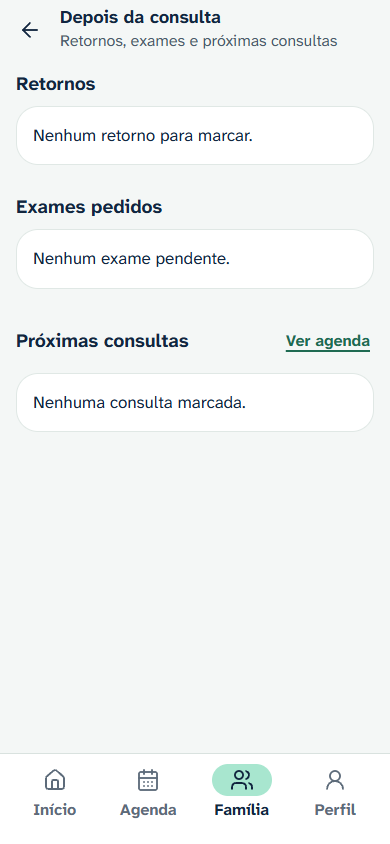 Depois da consulta
Retornos, exames e próximas consultas
Retornos
Nenhum retorno para marcar.
Exames pedidos
Nenhum exame pendente.
Próximas consultas
Ver agenda
Nenhuma consulta marcada.
Início
Agenda
Família
Perfil